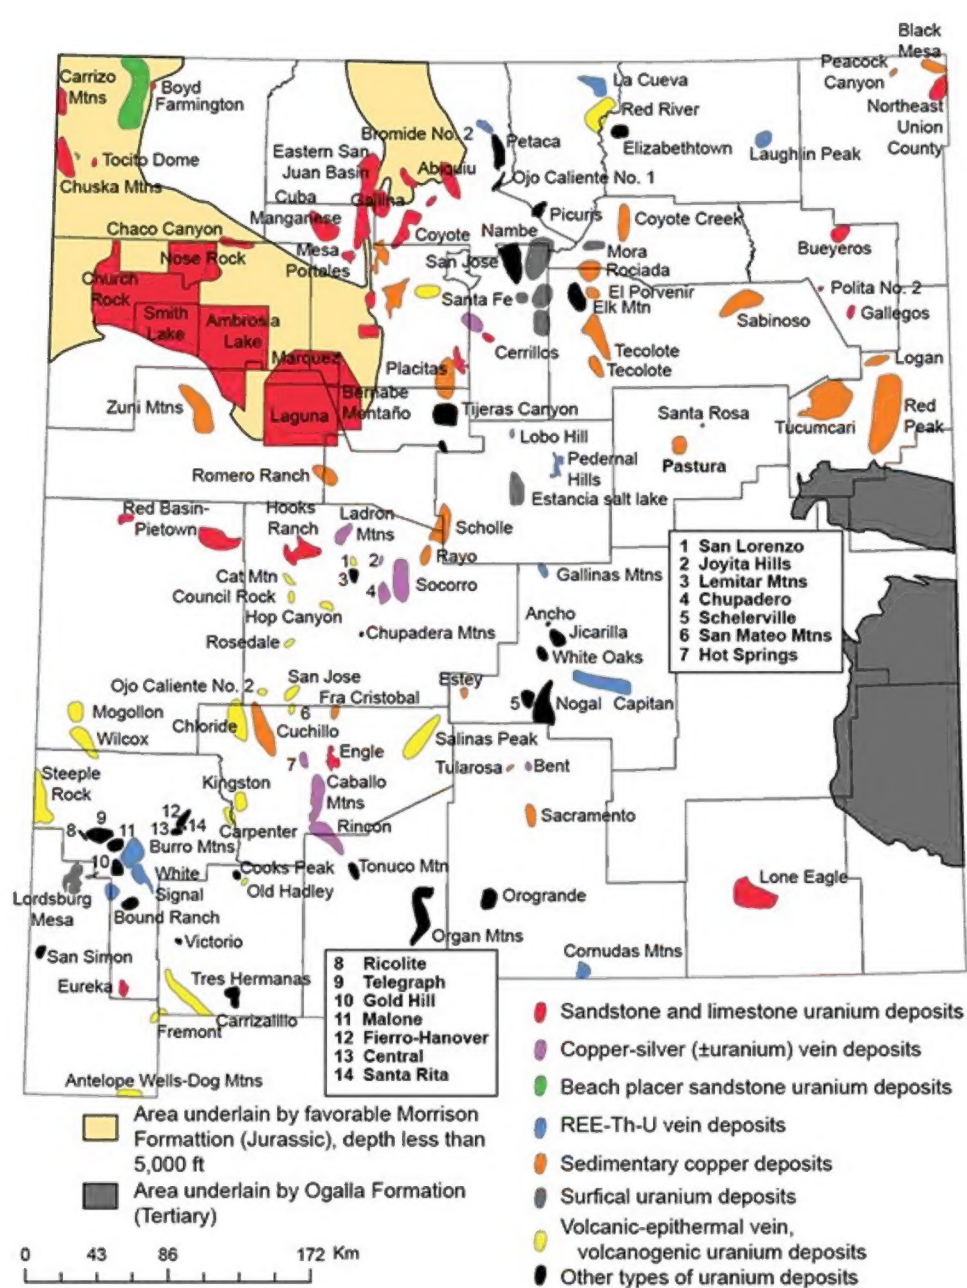 Black
Mesa
Carrizo
Mtns
Boyd
Farmington
La Cueva
Peacock
Canyon
Red River
Northeast
Union
County
Bromide No. 2
Petaca
Elizabethtown
Laughlin Peak
Tocito Dome
Chuska Mtns
Eastern San
Juan Basin
Abiquiu
Ojo Caliente No. 1
Cuba
Manganese
Gallina
Picuris
Coyote Creek
Chaco Canyon
Nose Rock
Mesa
Portales
Coyote
Nambe
San Jose
Mora
Rociada
Bueyeros
Church
Rock
Santa Fe
El Porvenir
Elk Mtn
Polita No. 2
Gallegos
Sabinoso
Smith
Lake
Ambrosia
Lake
Cerrillos
Tecolote
Tecolote
Logan
Marquez
Placitas
Zuni Mtns
Laguna
Bernabe
Montaño
Tijeras Canyon
Santa Rosa
Tucumcari
Red
Peak
Lobo Hill
Pedernal
Hills
Pastura
Romero Ranch
Estancia salt lake
Red Basin-
Pietown
Hooks
Ranch
Ladron
Mtns
Scholle
Rayo
1 San Lorenzo
2 Joyita Hills
3 Lemitar Mtns
4 Chupadero
5 Schelerville
6 San Mateo Mtns
7 Hot Springs
1
2
3
4
Socorro
Gallinas Mtns
Cat Mtn
Council Rock
Hop Canyon
Chupadera Mtns
Rosedale
Ancho
Jicarilla
White Oaks
Ojo Caliente No. 2
San Jose
6
Fra Cristobal
Estey
5
Nogal
Capitan
Mogollon
Wilcox
Chloride
Cuchillo
Salinas Peak
7
Engle
Tularosa
Bent
Steeple
Rock
Kingston
Caballo
Mtns
Sacramento
8
9
11
12
13
14
Carpenter
Rincon
Burro Mtns
10
White
Signal
Cooks Peak
Old Hadley
Tonuco Mtn
Lone Eagle
Lordsburg
Mesa
Bound Ranch
Orogrande
Organ Mtns
Victorio
San Simon
Cornudas Mtns
Eureka
Tres Hermanas
Fremont
Carrizalillo
8 Ricolite
9 Telegraph
10 Gold Hill
11 Malone
12 Fierro-Hanover
13 Central
14 Santa Rita
Antelope Wells-Dog Mtns
Area underlain by favorable Morrison
Formattion (Jurassic), depth less than
5,000 ft
Area underlain by Ogalla Formation
(Tertiary)
0 43 86 172 Km
Sandstone and limestone uranium deposits
Copper-silver (±uranium) vein deposits
Beach placer sandstone uranium deposits
REE-Th-U vein deposits
Sedimentary copper deposits
Surfical uranium deposits
Volcanic-epithermal vein,
volcanogenic uranium deposits
Other types of uranium deposits